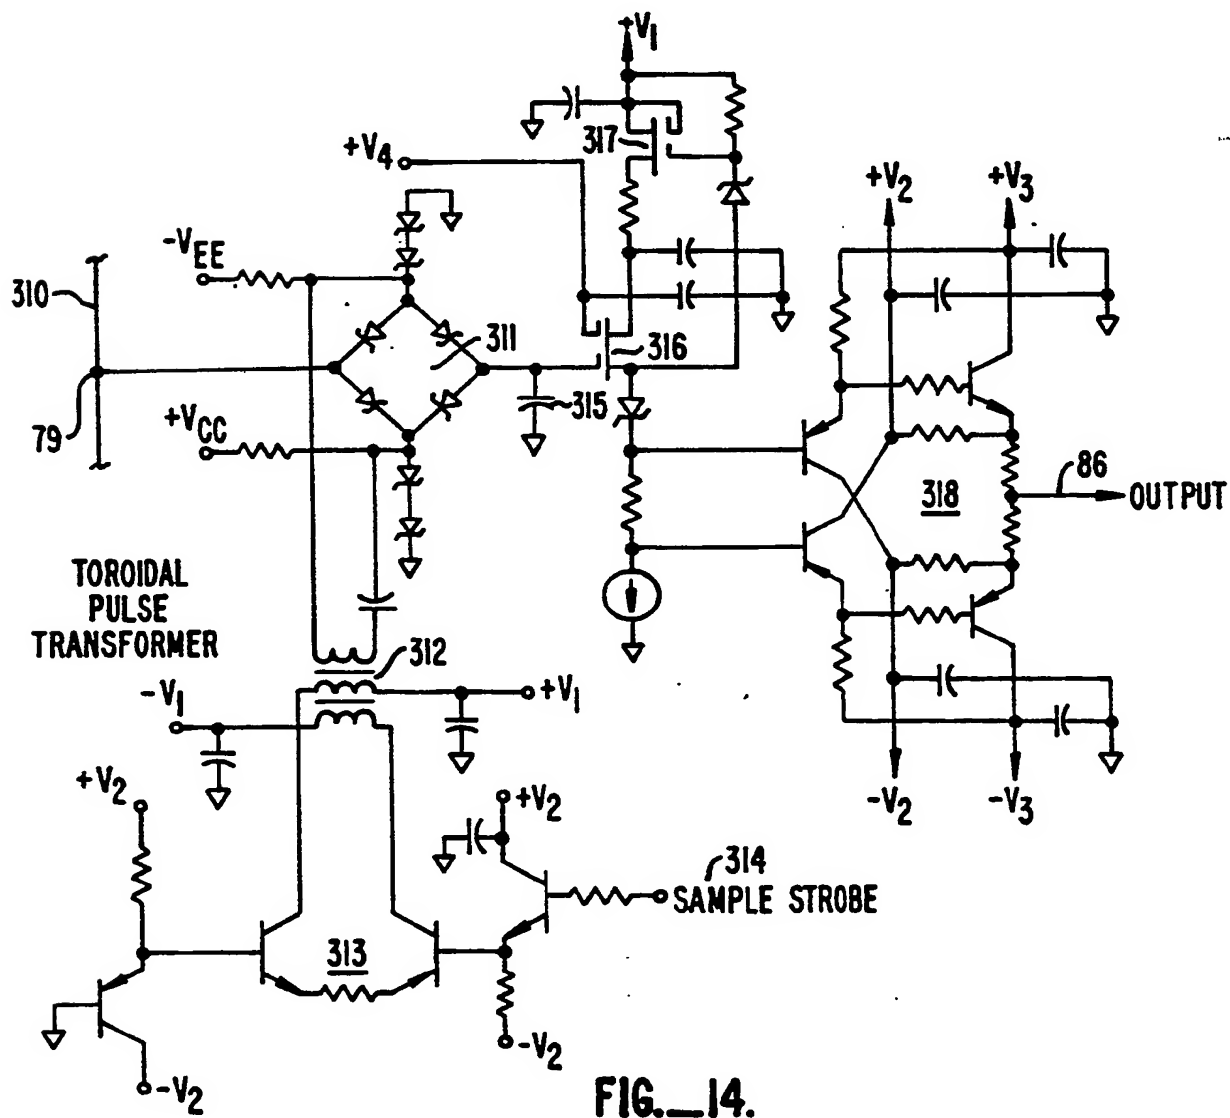 +V1
317
+V4
+V2
+V3
-VEE
310
311
316
315
+VCC
79
318
86
OUTPUT
TOROIDAL
PULSE
TRANSFORMER
312
-V1
+V1
+V2
+V2
-V2
-V3
314
SAMPLE STROBE
313
-V2
-V2
FIG._14.